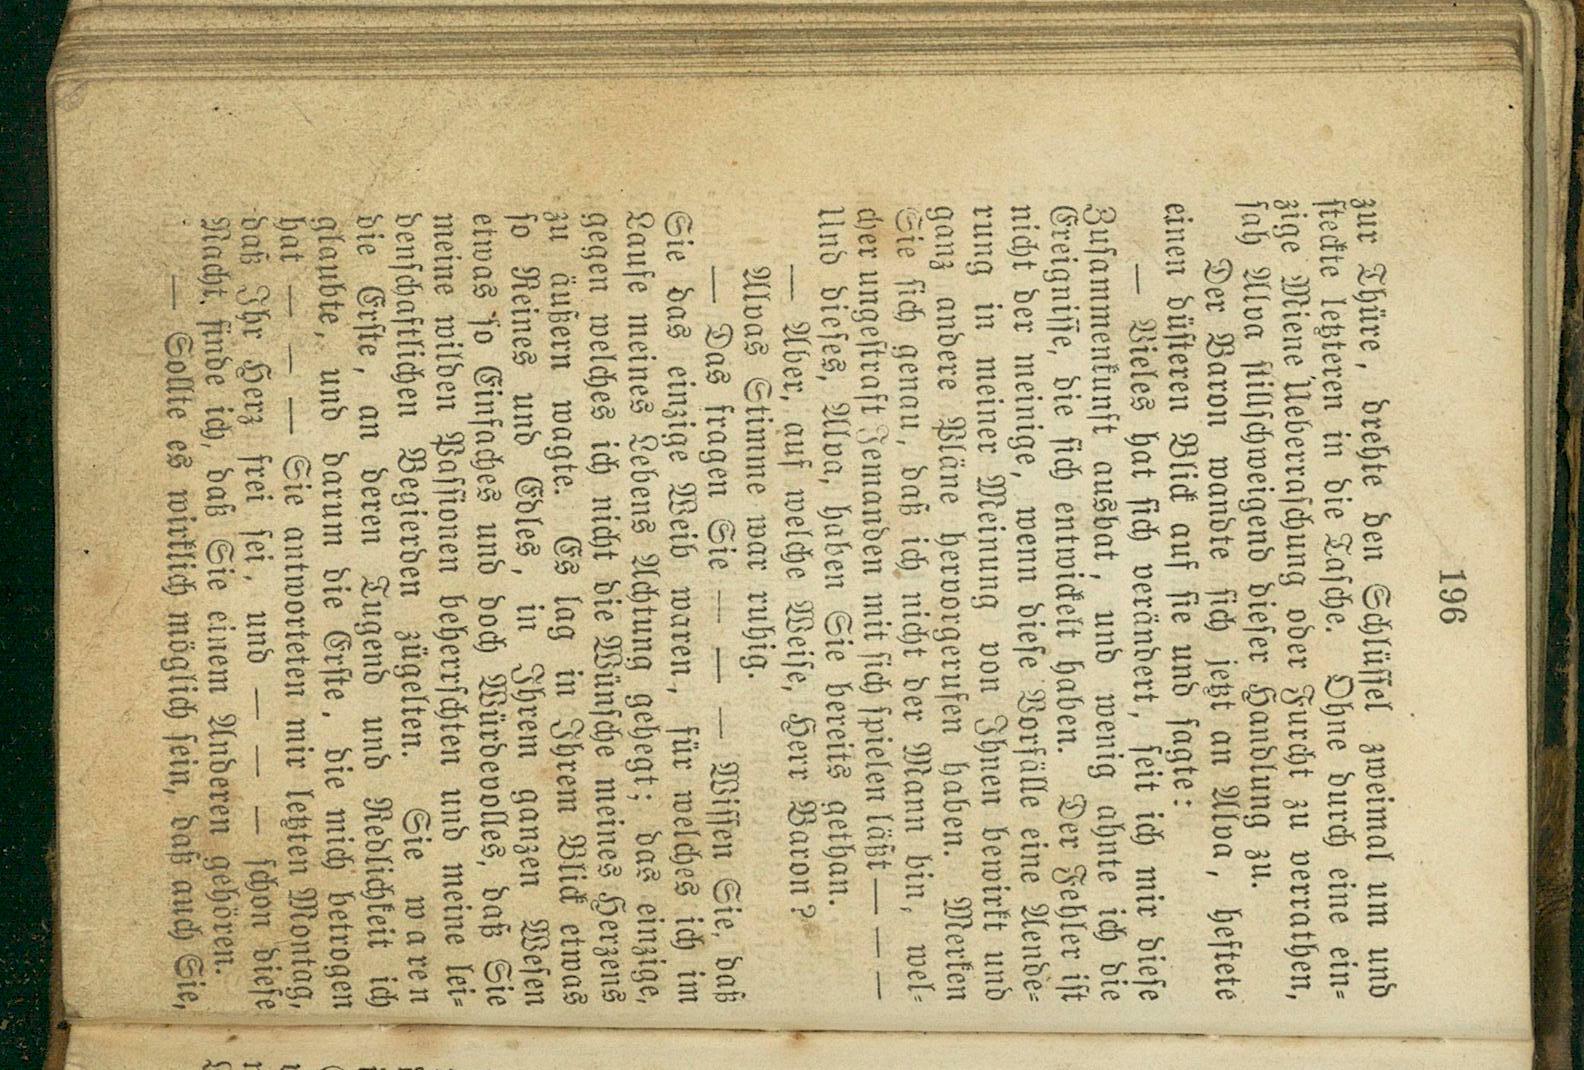 196
zur Thüre, drehte den Schlüssel zweimal um und
steckte letzteren in die Tasche. Ohne durch eine ein-
zige Miene Ueberraschung oder Furcht zu verrathen,
sah Alva stillschweigend dieser Handlung zu.
Der Baron wandte sich jetzt an Alva, heftete
einen düsteren Blick auf sie und sagte:
— Vieles hat sich verändert, seit ich mir diese
Zusammenkunft ausbat, und wenig ahnte ich die
Ereignisse, die sich entwickelt haben. Der Fehler ist
nicht der meinige, wenn diese Vorfälle eine Aende-
rung in meiner Meinung von Ihnen bewirkt und
ganz andere Pläne hervorgerufen haben. Merken
Sie sich genau, daß ich nicht der Mann bin, wel-
cher ungestraft Jemanden mit sich spielen läßt — — —
Und dieses, Alva, haben Sie bereits gethan.
— Aber, auf welche Weise, Herr Baron?
Alvas Stimme war ruhig.
— Das fragen Sie — — — Wissen Sie, daß
Sie das einzige Weib waren, für welches ich im
Laufe meines Lebens Achtung gehegt; das einzige,
gegen welches ich nicht die Wünsche meines Herzens
zu äußern wagte. Es lag in Ihrem Blick etwas
so Reines und Edles, in Ihrem ganzen Wesen
etwas so Einfaches und doch Würdevolles, daß Sie
meine wilden Passionen beherrschten und meine lei-
denschaftlichen Begierden zügelten. Sie waren
die Erste, an deren Tugend und Redlichkeit ich
glaubte, und darum die Erste, die mich betrogen
hat — — — Sie antworteten mir letzten Montag,
daß Ihr Herz frei sei, und — — — schon diese
Nacht finde ich, daß Sie einem Anderen gehören.
— Sollte es wirklich möglich sein, daß auch Sie,